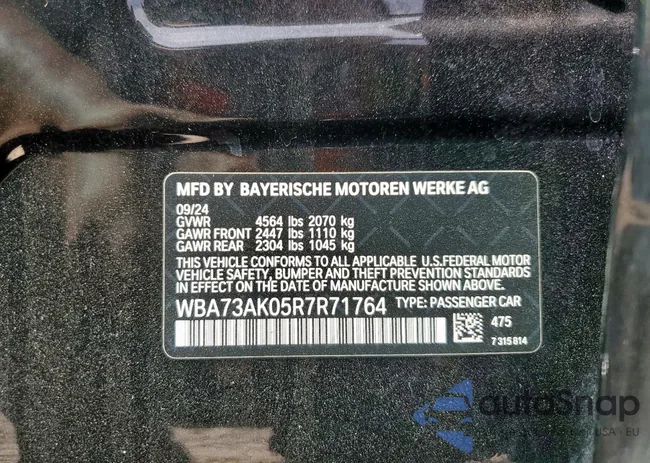 MFD BY BAYERISCHE MOTOREN WERKE AG
09/24
GVWR 4564 lbs 2070 kg
GAWR FRONT 2447 lbs 1110 kg
GAWR REAR 2304 lbs 1045 kg
THIS VEHICLE CONFORMS TO ALL APPLICABLE U.S.FEDERAL MOTOR
VEHICLE SAFETY, BUMPER AND THEFT PREVENTION STANDARDS
IN EFFECT ON THE DATE OF MANUFACTURE SHOWN ABOVE.
WBA73AK05R7R71764 TYPE: PASSENGER CAR
475
7 315 814
autoSnap
USA - EU